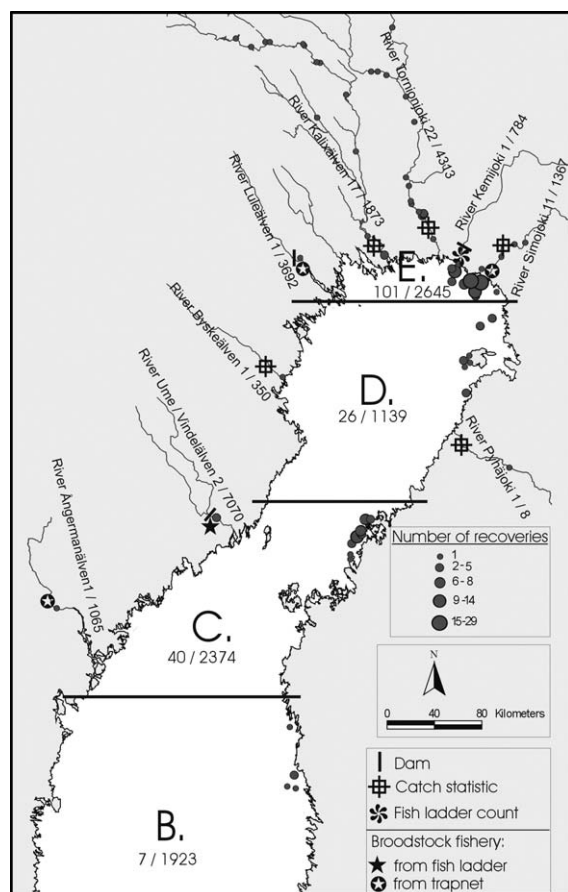 River Tornionjoki 22 / 4313
River Kalixälven 17 / 1873
River Kemijoki 1 / 784
River Simojoki 11 / 1367
River Luleälven 1 / 3692
E.
101 / 2645
River Byskeälven 1 / 350
D.
26 / 1139
River Ume / Vindelälven 2 / 7070
River Pyhäjoki 1 / 8
River Ångermanälven1 / 1065
C.
40 / 2374
B.
7 / 1923
Number of recoveries
1
2-5
6-8
9-14
15-29
N
0 40 80 Kilometers
Dam
Catch statistic
Fish ladder count
Broodstock fishery:
from fish ladder
from trapnet